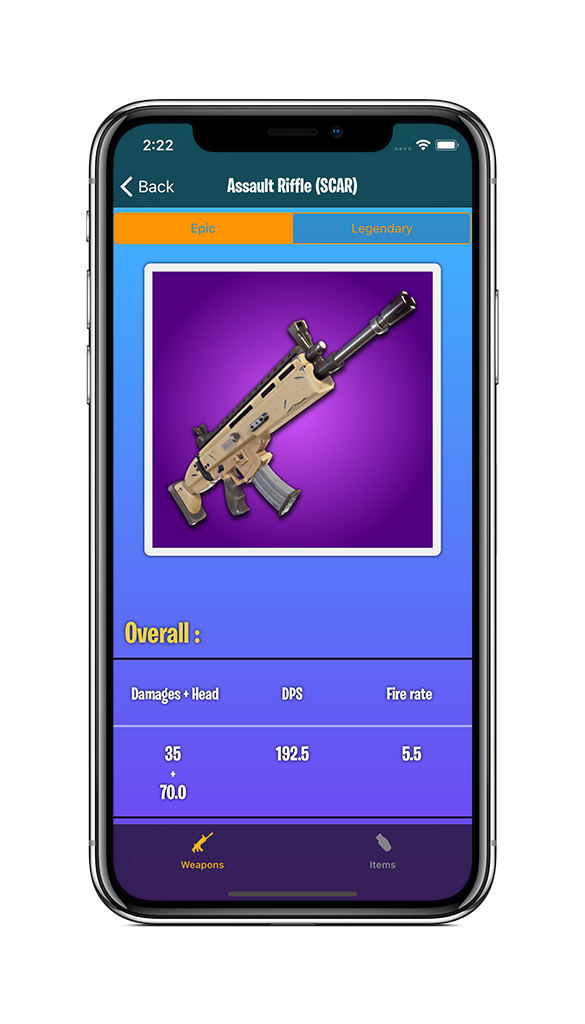 2:22
Back
Assault Riffle (SCAR)
Epic
Legendary
Overall :
Damages + Head
DPS
Fire rate
35
+
70.0
192.5
5.5
Weapons
Items